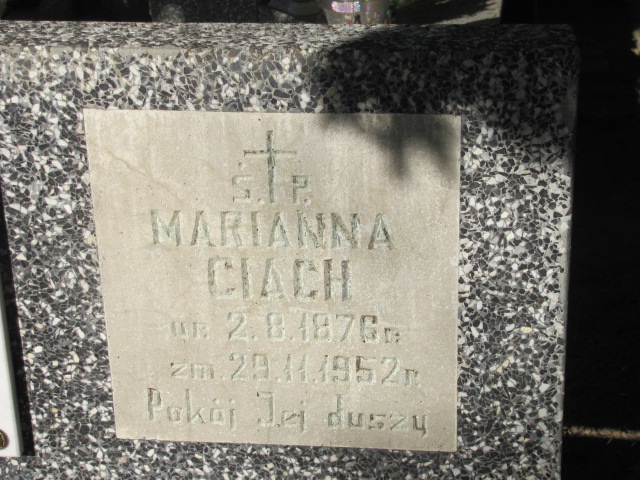 Ś.P.
MARIANNA
CIACH
ur. 2.8.1876r.
zm. 29.11.1952r.
Pokój Jej duszy